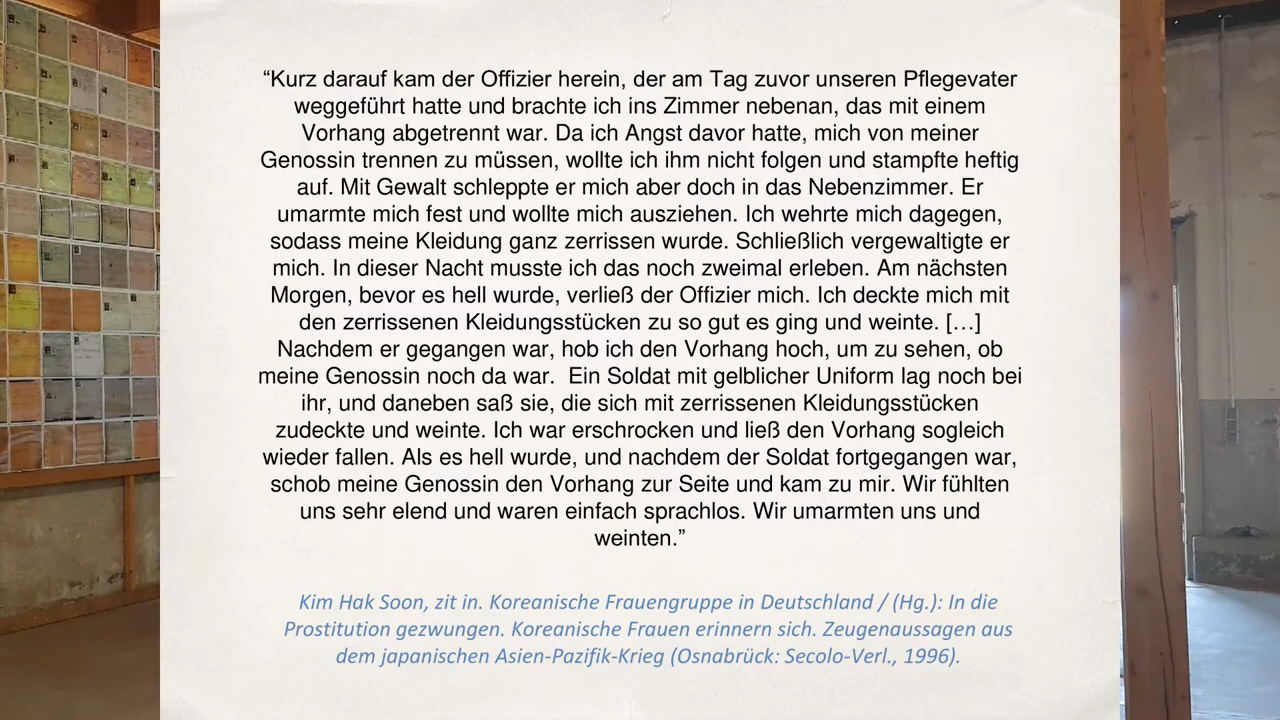 “Kurz darauf kam der Offizier herein, der am Tag zuvor unseren Pflegevater
weggeführt hatte und brachte ich ins Zimmer nebenan, das mit einem
Vorhang abgetrennt war. Da ich Angst davor hatte, mich von meiner
Genossin trennen zu müssen, wollte ich ihm nicht folgen und stampfte heftig
auf. Mit Gewalt schleppte er mich aber doch in das Nebenzimmer. Er
umarmte mich fest und wollte mich ausziehen. Ich wehrte mich dagegen,
sodass meine Kleidung ganz zerrissen wurde. Schließlich vergewaltigte er
mich. In dieser Nacht musste ich das noch zweimal erleben. Am nächsten
Morgen, bevor es hell wurde, verließ der Offizier mich. Ich deckte mich mit
den zerrissenen Kleidungsstücken zu so gut es ging und weinte. […]
Nachdem er gegangen war, hob ich den Vorhang hoch, um zu sehen, ob
meine Genossin noch da war.  Ein Soldat mit gelblicher Uniform lag noch bei
ihr, und daneben saß sie, die sich mit zerrissenen Kleidungsstücken
zudeckte und weinte. Ich war erschrocken und ließ den Vorhang sogleich
wieder fallen. Als es hell wurde, und nachdem der Soldat fortgegangen war,
schob meine Genossin den Vorhang zur Seite und kam zu mir. Wir fühlten
uns sehr elend und waren einfach sprachlos. Wir umarmten uns und
weinten.”
Kim Hak Soon, zit in. Koreanische Frauengruppe in Deutschland / (Hg.): In die
Prostitution gezwungen. Koreanische Frauen erinnern sich. Zeugenaussagen aus
dem japanischen Asien-Pazifik-Krieg (Osnabrück: Secolo-Verl., 1996).